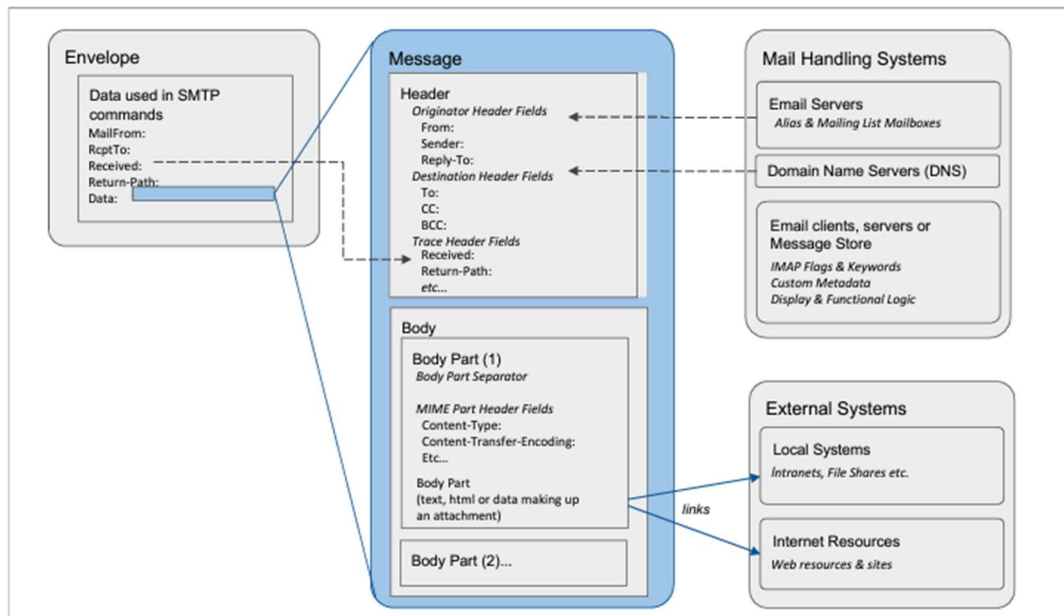 Envelope
Data used in SMTP
commands
MailFrom:
RcptTo:
Received:
Return-Path:
Data:
Message
Header
Originator Header Fields
From:
Sender:
Reply-To:
Destination Header Fields
To:
CC:
BCC:
Trace Header Fields
Received:
Return-Path:
etc...
Body
Body Part (1)
Body Part Separator
MIME Part Header Fields
Content-Type:
Content-Transfer-Encoding:
Etc...
Body Part
(text, html or data making up
an attachment)
Body Part (2)...
links
Mail Handling Systems
Email Servers
Alias & Mailing List Mailboxes
Domain Name Servers (DNS)
Email clients, servers or
Message Store
IMAP Flags & Keywords
Custom Metadata
Display & Functional Logic
External Systems
Local Systems
Intranets, File Shares etc.
Internet Resources
Web resources & sites